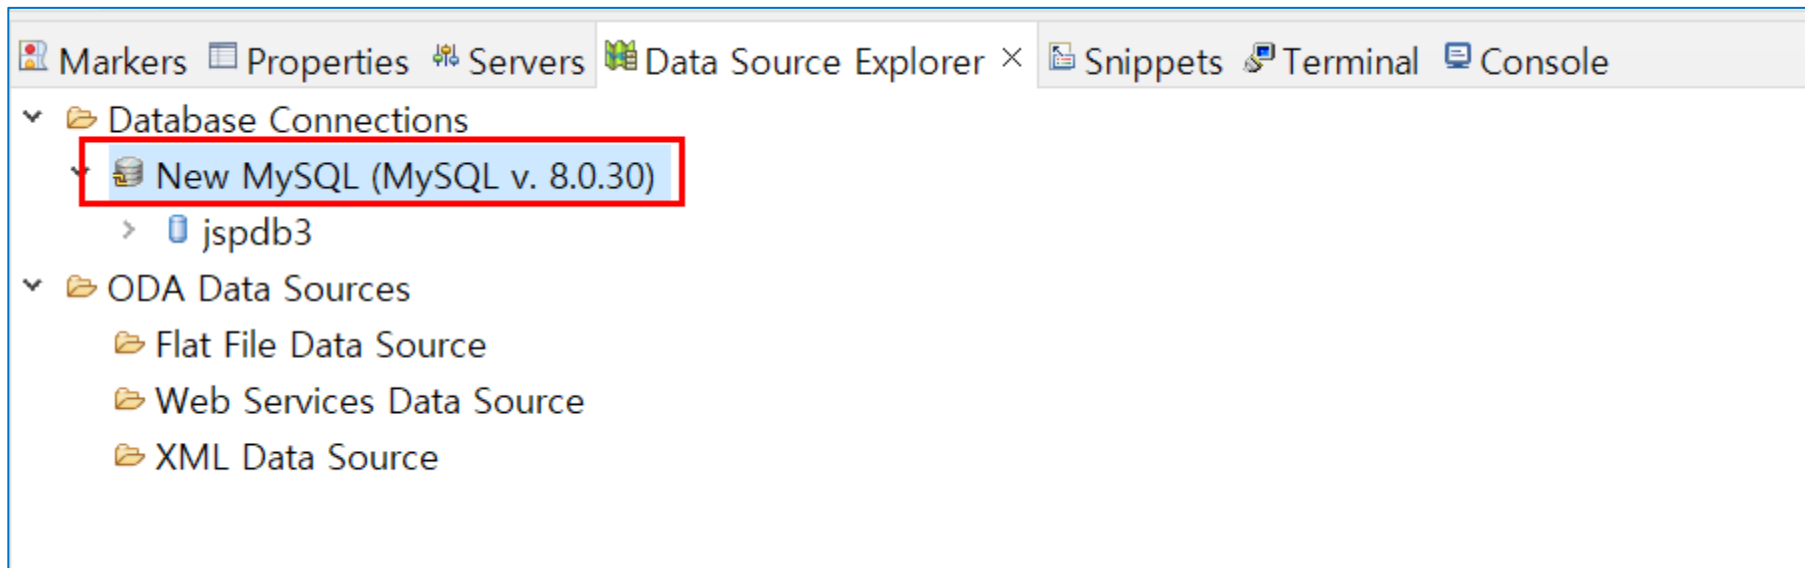 Markers Properties Servers Data Source Explorer Snippets Terminal Console
Database Connections
New MySQL (MySQL v. 8.0.30)
jspdb3
ODA Data Sources
Flat File Data Source
Web Services Data Source
XML Data Source